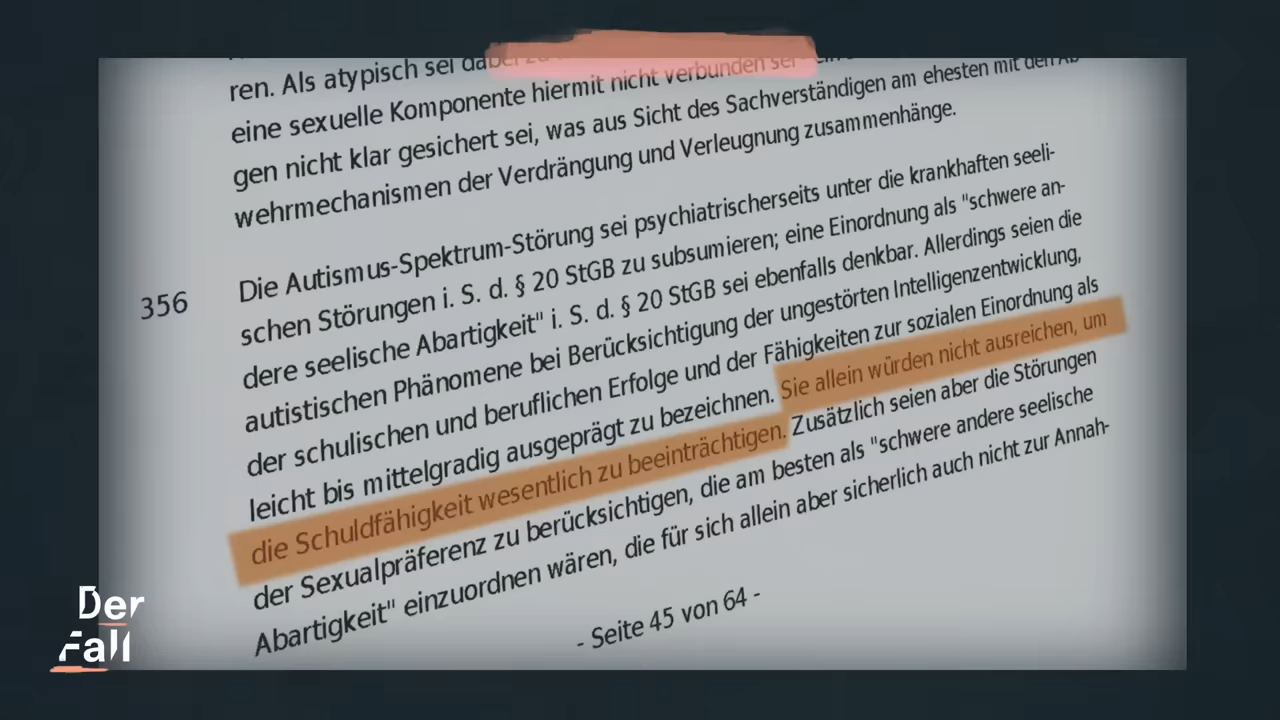 ren. Als atypisch sei dabei zu
eine sexuelle Komponente hiermit nicht verbunden sei
gen nicht klar gesichert sei, was aus Sicht des Sachverständigen am ehesten mit den Ab
wehrmechanismen der Verdrängung und Verleugnung zusammenhänge.
356
Die Autismus-Spektrum-Störung sei psychiatrischerseits unter die krankhaften seeli-
schen Störungen i. S. d. § 20 StGB zu subsumieren; eine Einordnung als "schwere an-
dere seelische Abartigkeit" i. S. d. § 20 StGB sei ebenfalls denkbar. Allerdings seien die
autistischen Phänomene bei Berücksichtigung der ungestörten Intelligenzentwicklung,
der schulischen und beruflichen Erfolge und der Fähigkeiten zur sozialen Einordnung als
leicht bis mittelgradig ausgeprägt zu bezeichnen. Sie allein würden nicht ausreichen, um
die Schuldfähigkeit wesentlich zu beeinträchtigen. Zusätzlich seien aber die Störungen
der Sexualpräferenz zu berücksichtigen, die am besten als "schwere andere seelische
Abartigkeit" einzuordnen wären, die für sich allein aber sicherlich auch nicht zur Annah-
- Seite 45 von 64 -
Der
Fall